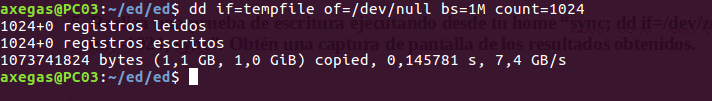 axegas@PC03:~/ed/ed$ dd if=tempfile of=/dev/null bs=1M count=1024
1024+0 registros leídos
ueba de escritura ejecutando desde tu home “sync; dd if=/dev/ze
1024+0 registros escritos
Obtén una captura de pantalla de los resultados obtenidos.
1073741824 bytes (1,1 GB, 1,0 GiB) copied, 0,145781 s, 7,4 GB/s
axegas@PC03:~/ed/ed$